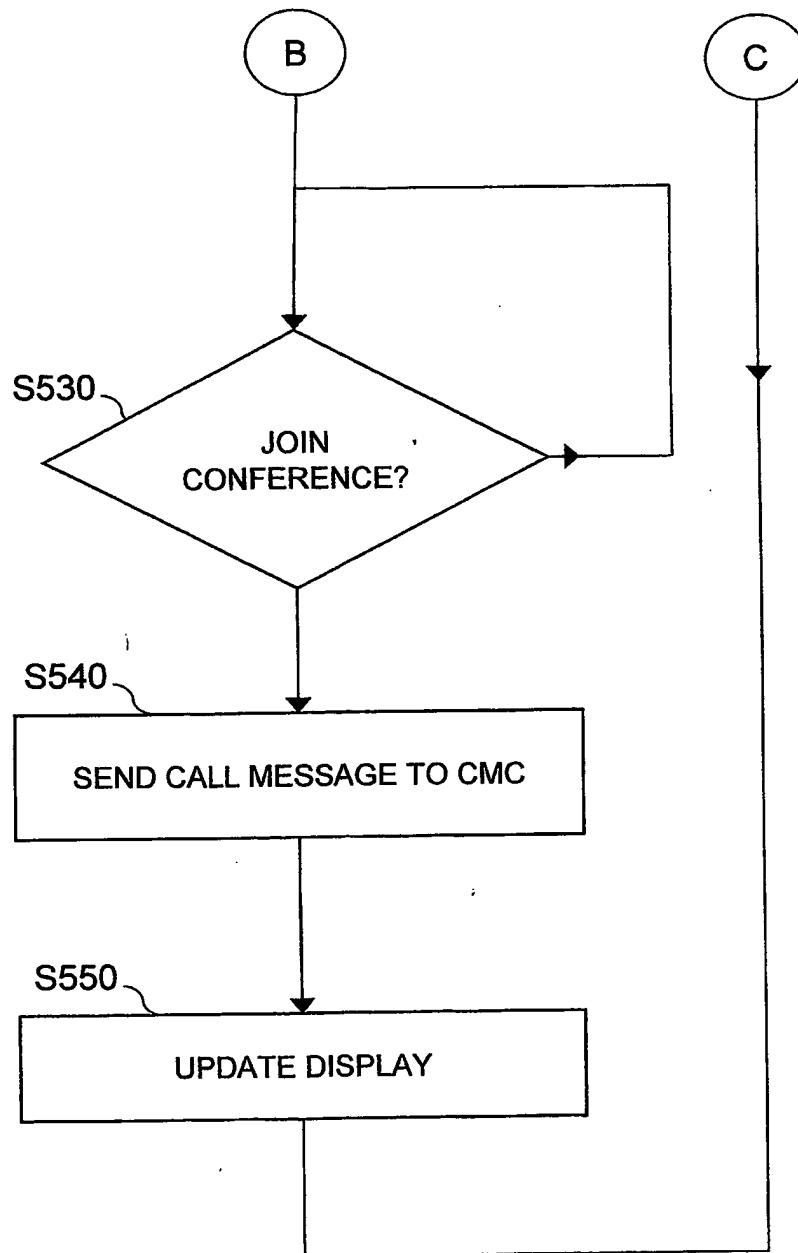 B
C
S530
JOIN
CONFERENCE?
S540
SEND CALL MESSAGE TO CMC
S550
UPDATE DISPLAY